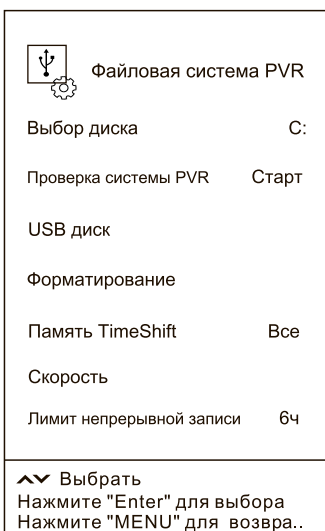 Файловая система PVR
Выбор диска C:
Проверка системы PVR Старт
USB диск
Форматирование
Память TimeShift Все
Скорость
Лимит непрерывной записи 6ч
Выбрать
Нажмите "Enter" для выбора
Нажмите "MENU" для возвра..